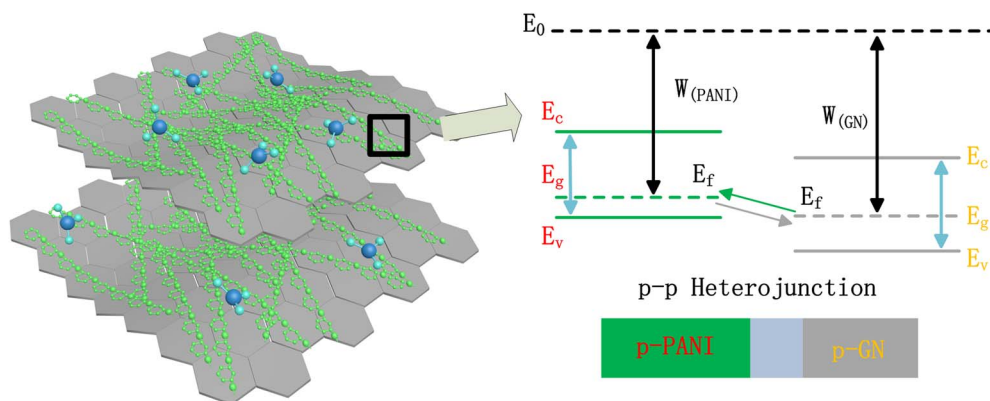 E0
W(PANI)
W(GN)
Ec
Ec
Eg
Ef
Ef
Eg
Ev
Ev
p-p Heterojunction
p-PANI
p-GN